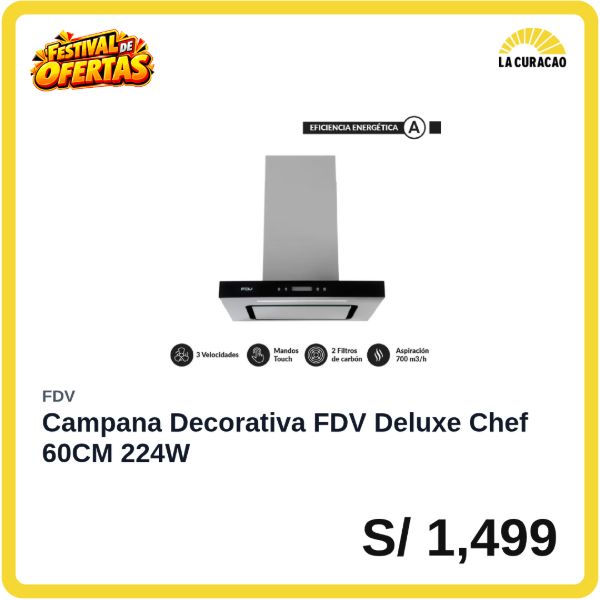 FESTIVAL DE
OFERTAS
LA CURACAO
EFICIENCIA ENERGÉTICA A
FDV
3 Velocidades
Mandos
Touch
2 Filtros
de carbón
Aspiración
700 m3/h
FDV
Campana Decorativa FDV Deluxe Chef
60CM 224W
S/ 1,499